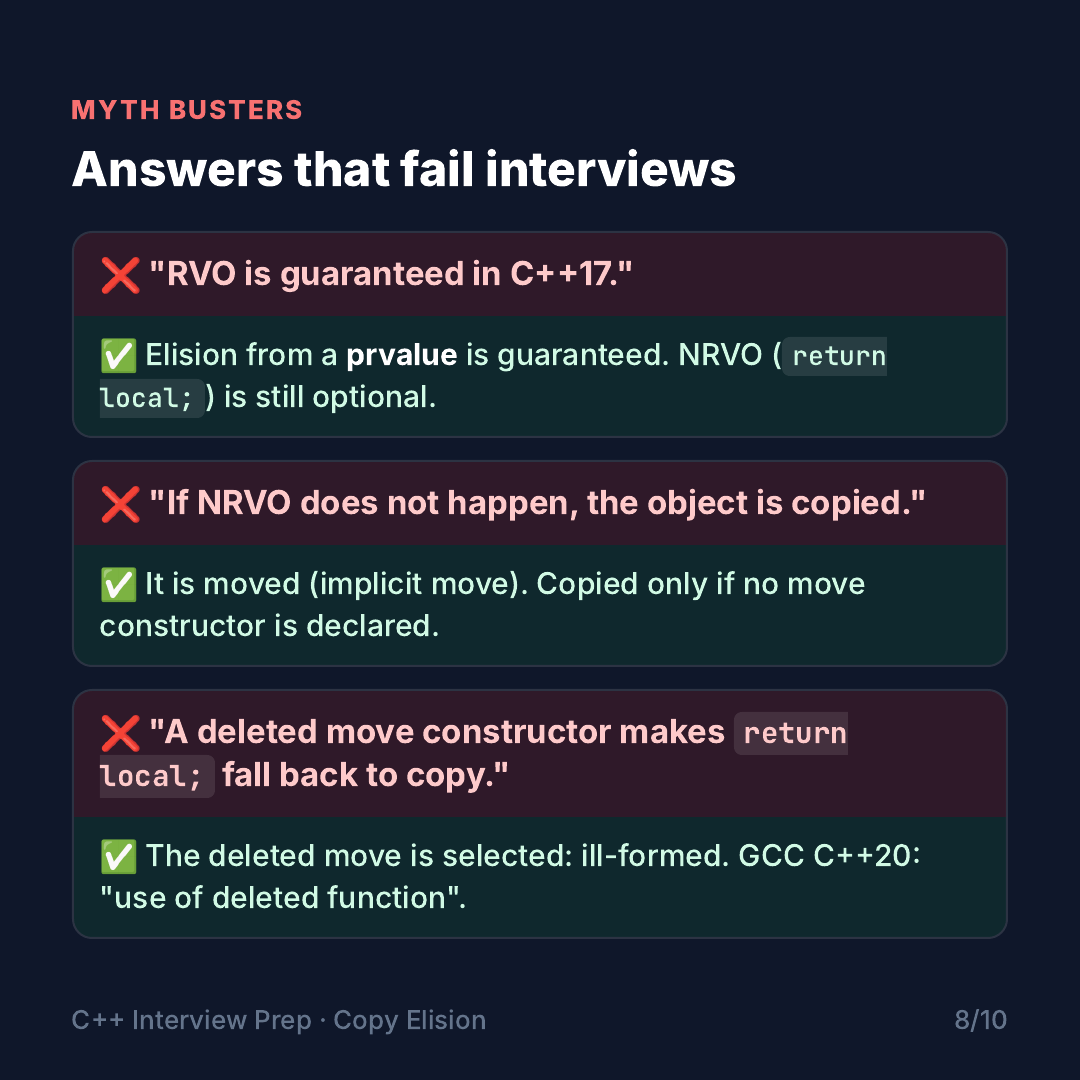 MYTH BUSTERS
Answers that fail interviews
❌ "RVO is guaranteed in C++17."
✅ Elision from a prvalue is guaranteed. NRVO ( return
local; ) is still optional.
❌ "If NRVO does not happen, the object is copied."
✅ It is moved (implicit move). Copied only if no move
constructor is declared.
❌ "A deleted move constructor makes return
local; fall back to copy."
✅ The deleted move is selected: ill-formed. GCC C++20:
"use of deleted function".
C++ Interview Prep · Copy Elision
8/10